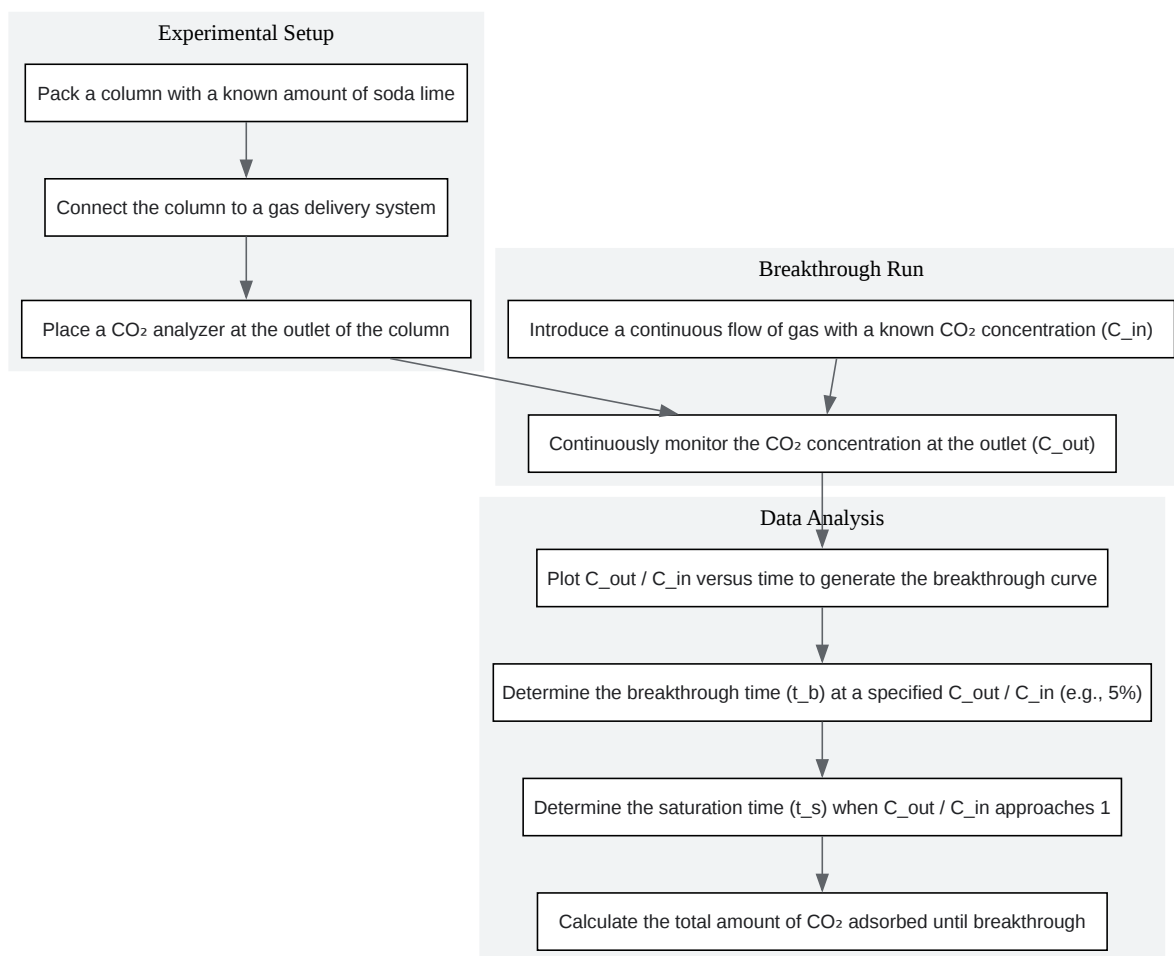 Experimental Setup
Pack a column with a known amount of soda lime
Connect the column to a gas delivery system
Place a CO₂ analyzer at the outlet of the column
Breakthrough Run
Introduce a continuous flow of gas with a known CO₂ concentration (C_in)
Continuously monitor the CO₂ concentration at the outlet (C_out)
Data Analysis
Plot C_out / C_in versus time to generate the breakthrough curve
Determine the breakthrough time (t_b) at a specified C_out / C_in (e.g., 5%)
Determine the saturation time (t_s) when C_out / C_in approaches 1
Calculate the total amount of CO₂ adsorbed until breakthrough